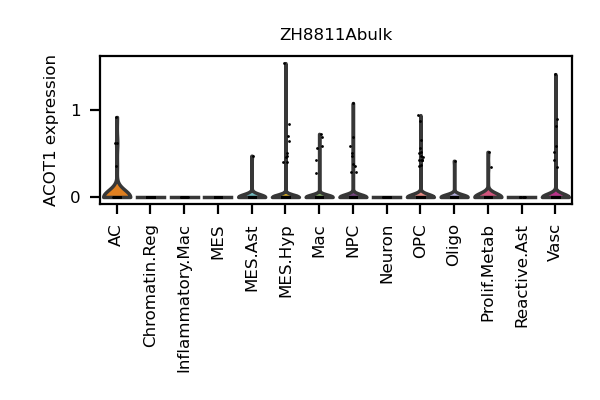 ZH8811Abulk
ACOT1 expression
1
0
AC
Chromatin.Reg
Inflammatory.Mac
MES
MES.Ast
MES.Hyp
Mac
NPC
Neuron
OPC
Oligo
Prolif.Metab
Reactive.Ast
Vasc